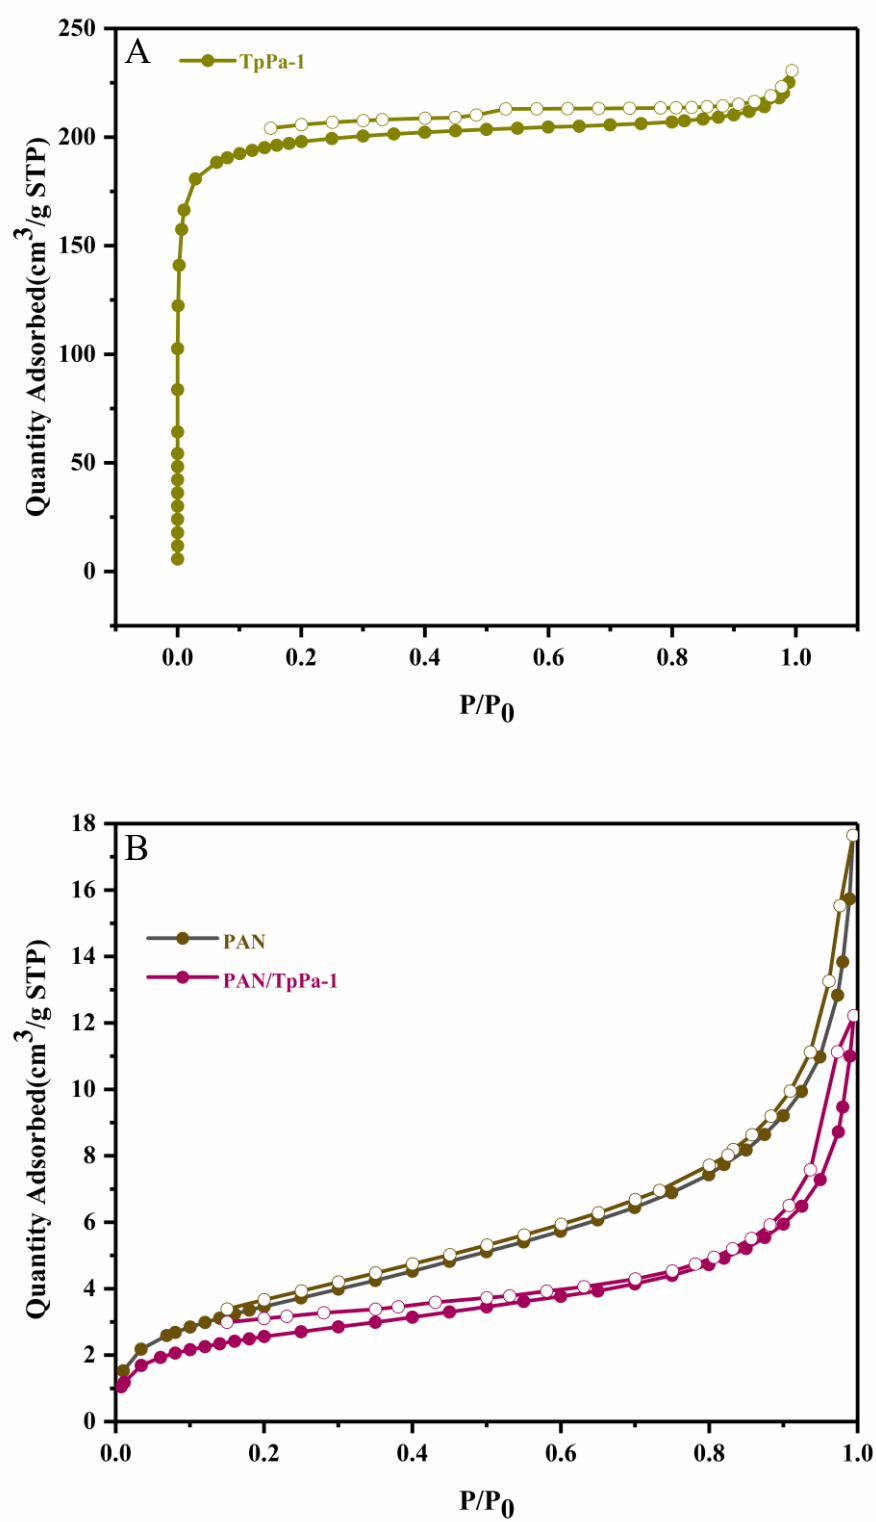 A
TpPa-1
Quantity Adsorbed(cm³/g STP)
250
200
150
100
50
0
0.0 0.2 0.4 0.6 0.8 1.0
P/P₀
B
PAN
PAN/TpPa-1
Quantity Adsorbed(cm³/g STP)
18
16
14
12
10
8
6
4
2
0
0.0 0.2 0.4 0.6 0.8 1.0
P/P₀